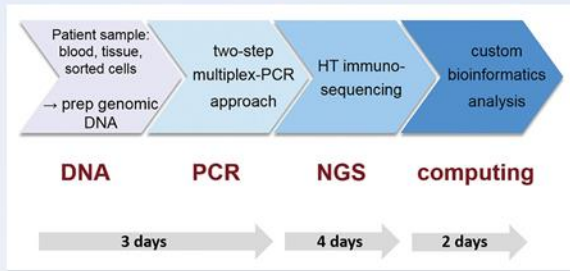 Patient sample:
blood, tissue,
sorted cells
→ prep genomic
DNA
two-step
multiplex-PCR
approach
HT immuno-
sequencing
custom
bioinformatics
analysis
DNA
PCR
NGS
computing
3 days
4 days
2 days